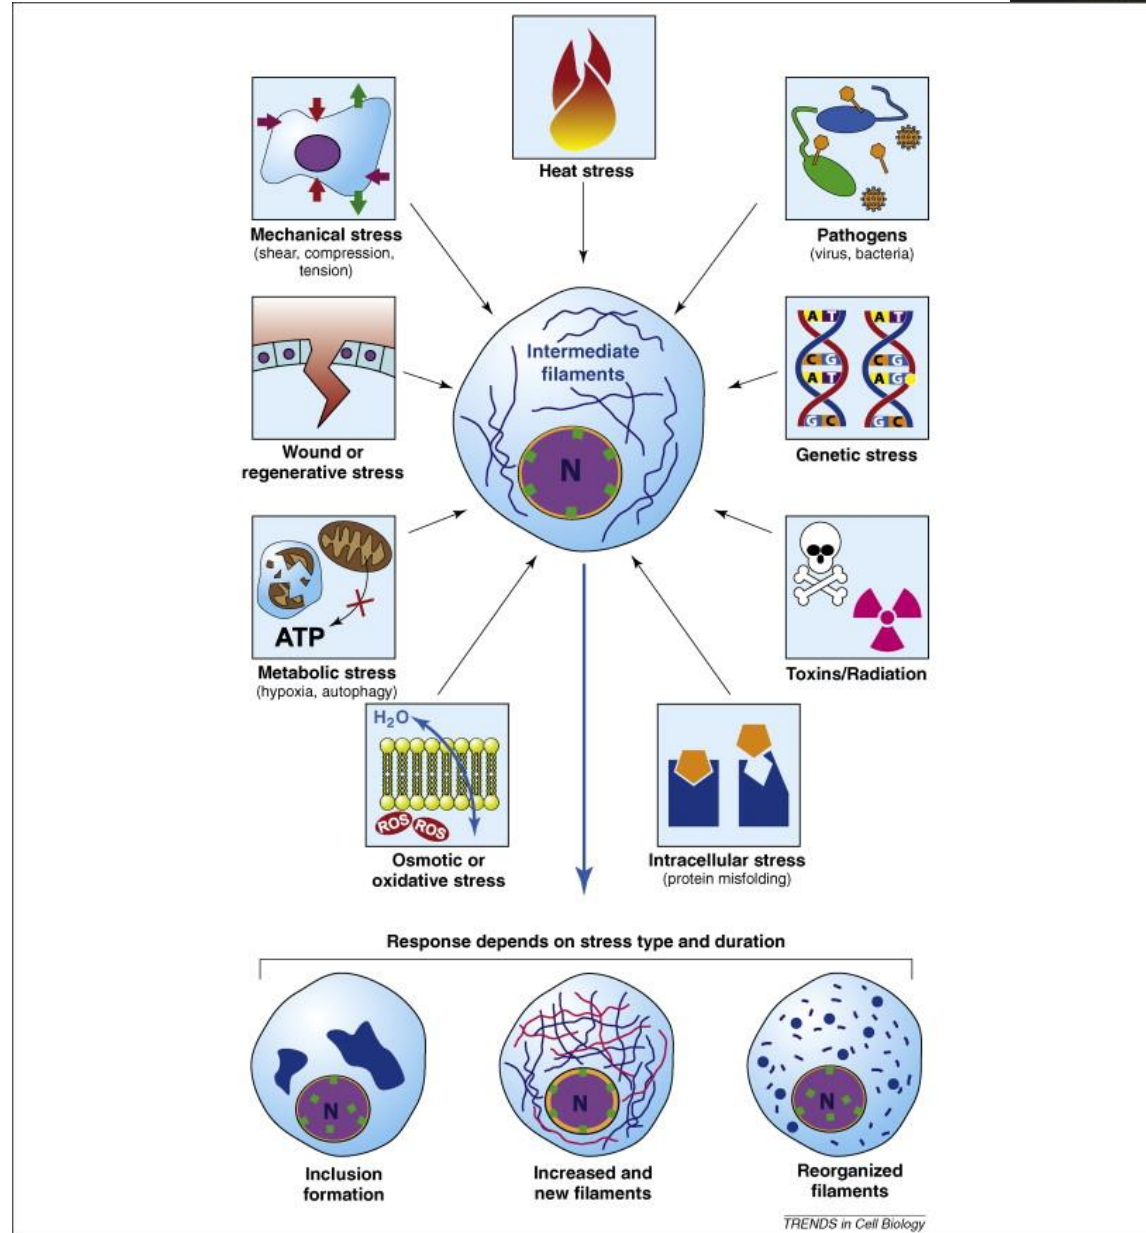 Heat stress
Mechanical stress
(shear, compression,
tension)
Pathogens
(virus, bacteria)
Intermediate
filaments
N
Wound or
regenerative stress
A T A T
C G C G
A T A G
G C G C
Genetic stress
ATP
Metabolic stress
(hypoxia, autophagy)
Toxins/Radiation
H₂O
ROS ROS
Osmotic or
oxidative stress
Intracellular stress
(protein misfolding)
Response depends on stress type and duration
N
N
N
Inclusion
formation
Increased and
new filaments
Reorganized
filaments
TRENDS in Cell Biology